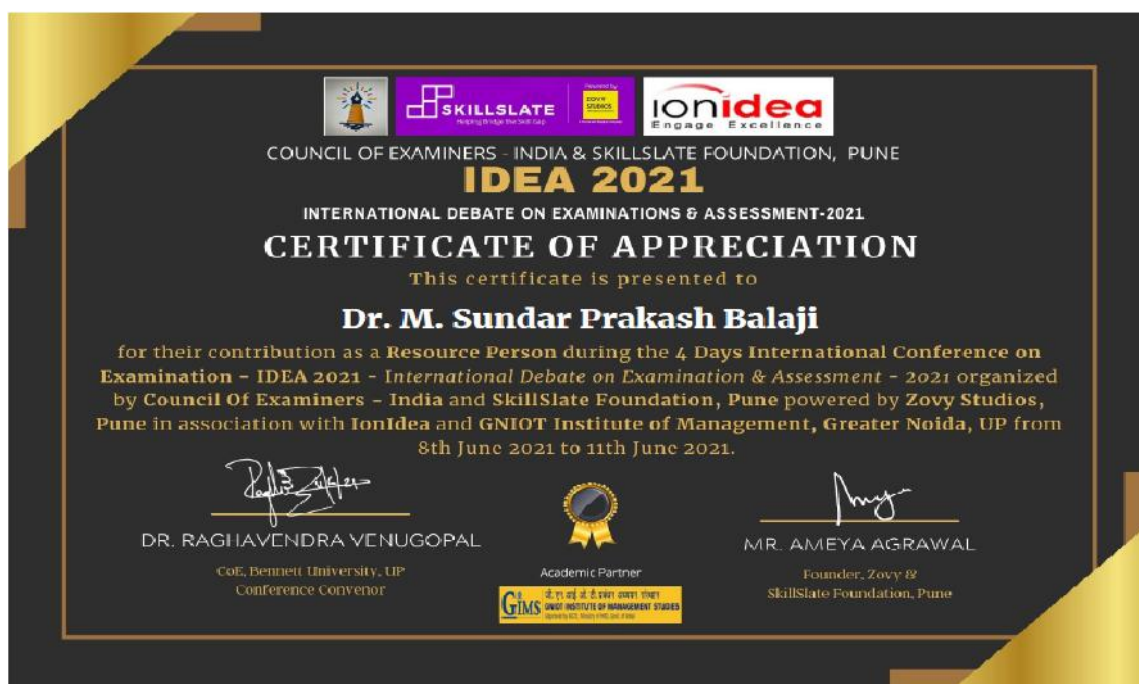 SKILLSLATE
Helping Bridge the Skill Gap
Powered by
ZOVY
STUDIOS
ionidea
Engage Excellence
COUNCIL OF EXAMINERS - INDIA & SKILLSLATE FOUNDATION, PUNE
IDEA 2021
INTERNATIONAL DEBATE ON EXAMINATIONS & ASSESSMENT-2021
CERTIFICATE OF APPRECIATION
This certificate is presented to
Dr. M. Sundar Prakash Balaji
for their contribution as a Resource Person during the 4 Days International Conference on
Examination – IDEA 2021 - International Debate on Examination & Assessment - 2021 organized
by Council Of Examiners – India and SkillSlate Foundation, Pune powered by Zovy Studios,
Pune in association with IonIdea and GNIOT Institute of Management, Greater Noida, UP from
8th June 2021 to 11th June 2021.
DR. RAGHAVENDRA VENUGOPAL
CoE, Bennett University, UP
Conference Convenor
Academic Partner
GIMS
GNIOT INSTITUTE OF MANAGEMENT STUDIES
MR. AMEYA AGRAWAL
Founder, Zovy &
SkillSlate Foundation, Pune